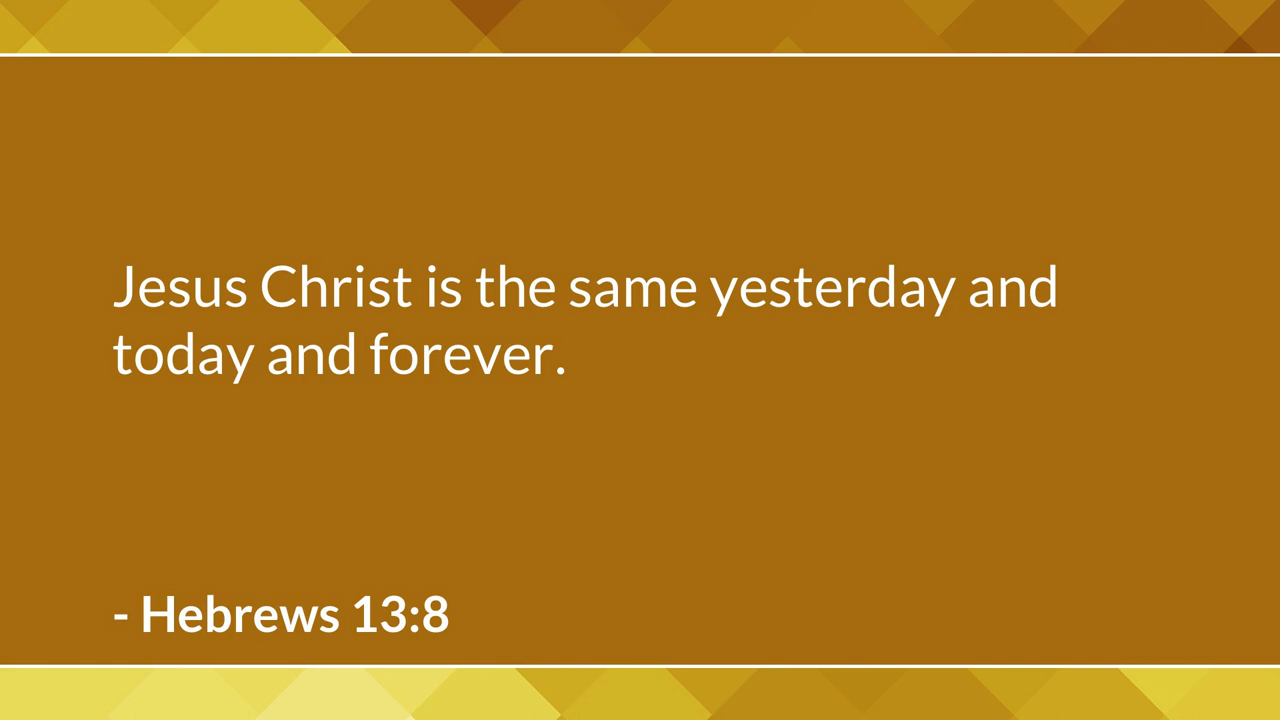 Jesus Christ is the same yesterday and
today and forever.
- Hebrews 13:8